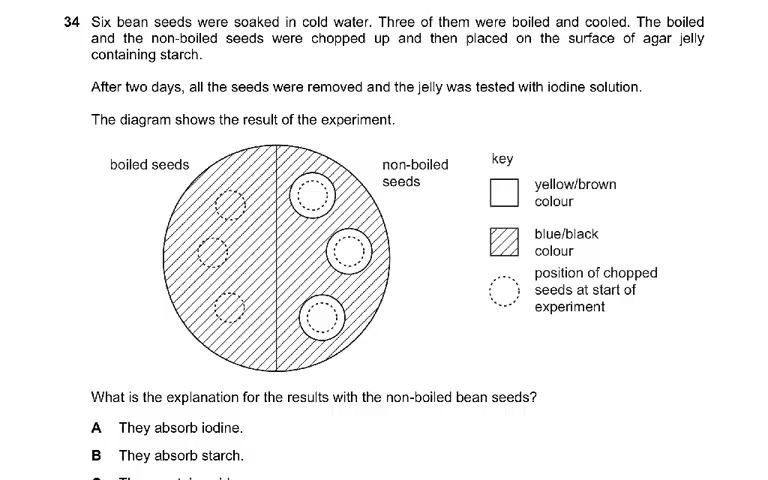 34 Six bean seeds were soaked in cold water. Three of them were boiled and cooled. The boiled
and the non-boiled seeds were chopped up and then placed on the surface of agar jelly
containing starch.
After two days, all the seeds were removed and the jelly was tested with iodine solution.
The diagram shows the result of the experiment.
boiled seeds
non-boiled
seeds
key
yellow/brown
colour
blue/black
colour
position of chopped
seeds at start of
experiment
What is the explanation for the results with the non-boiled bean seeds?
A They absorb iodine.
B They absorb starch.